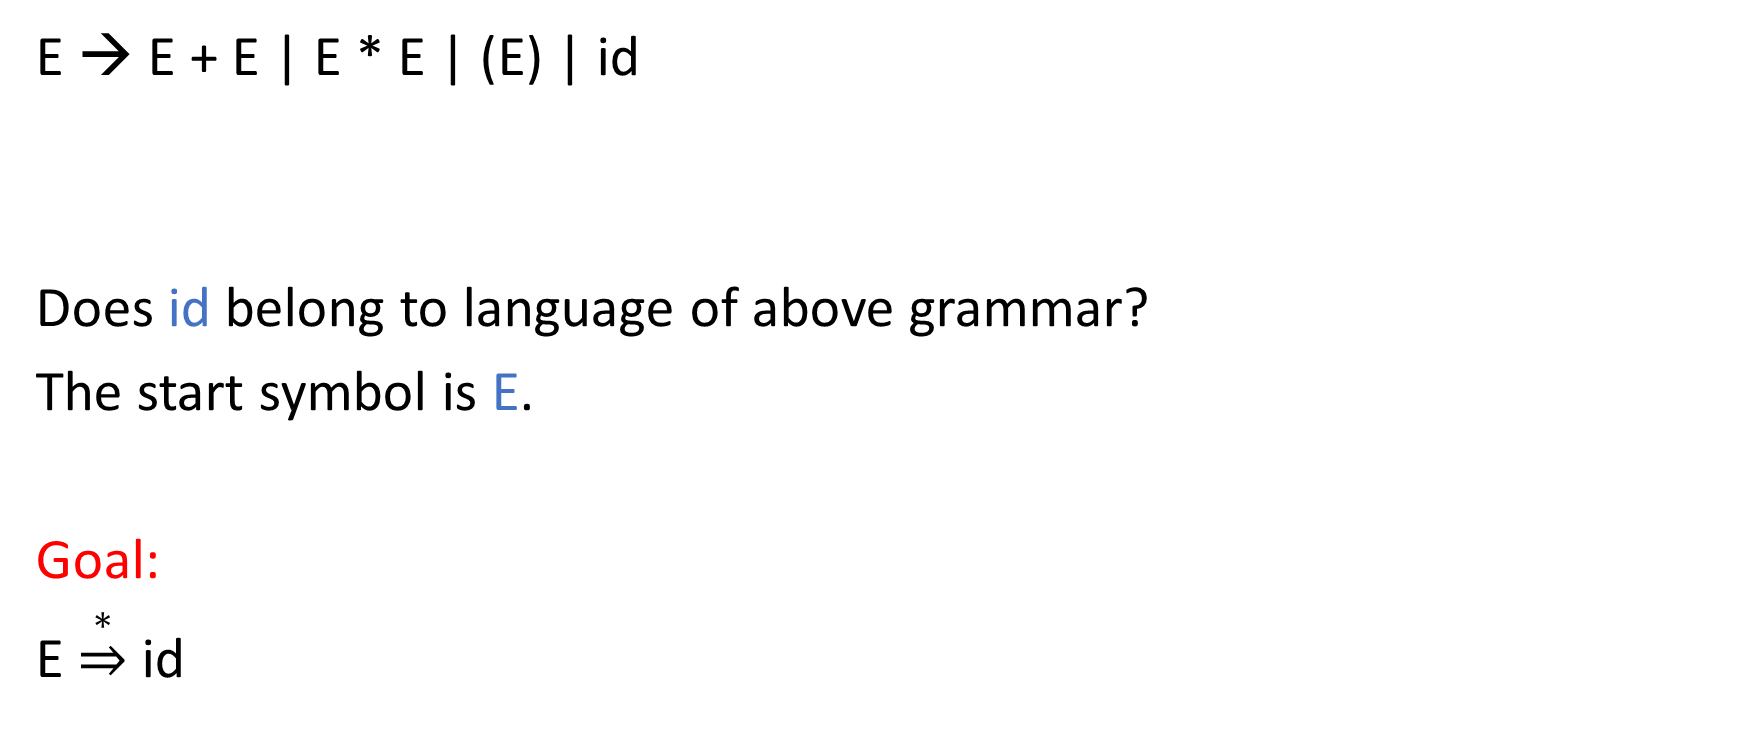 E → E + E | E * E | (E) | id
Does id belong to language of above grammar?
The start symbol is E.
Goal:
*
E ⇒ id